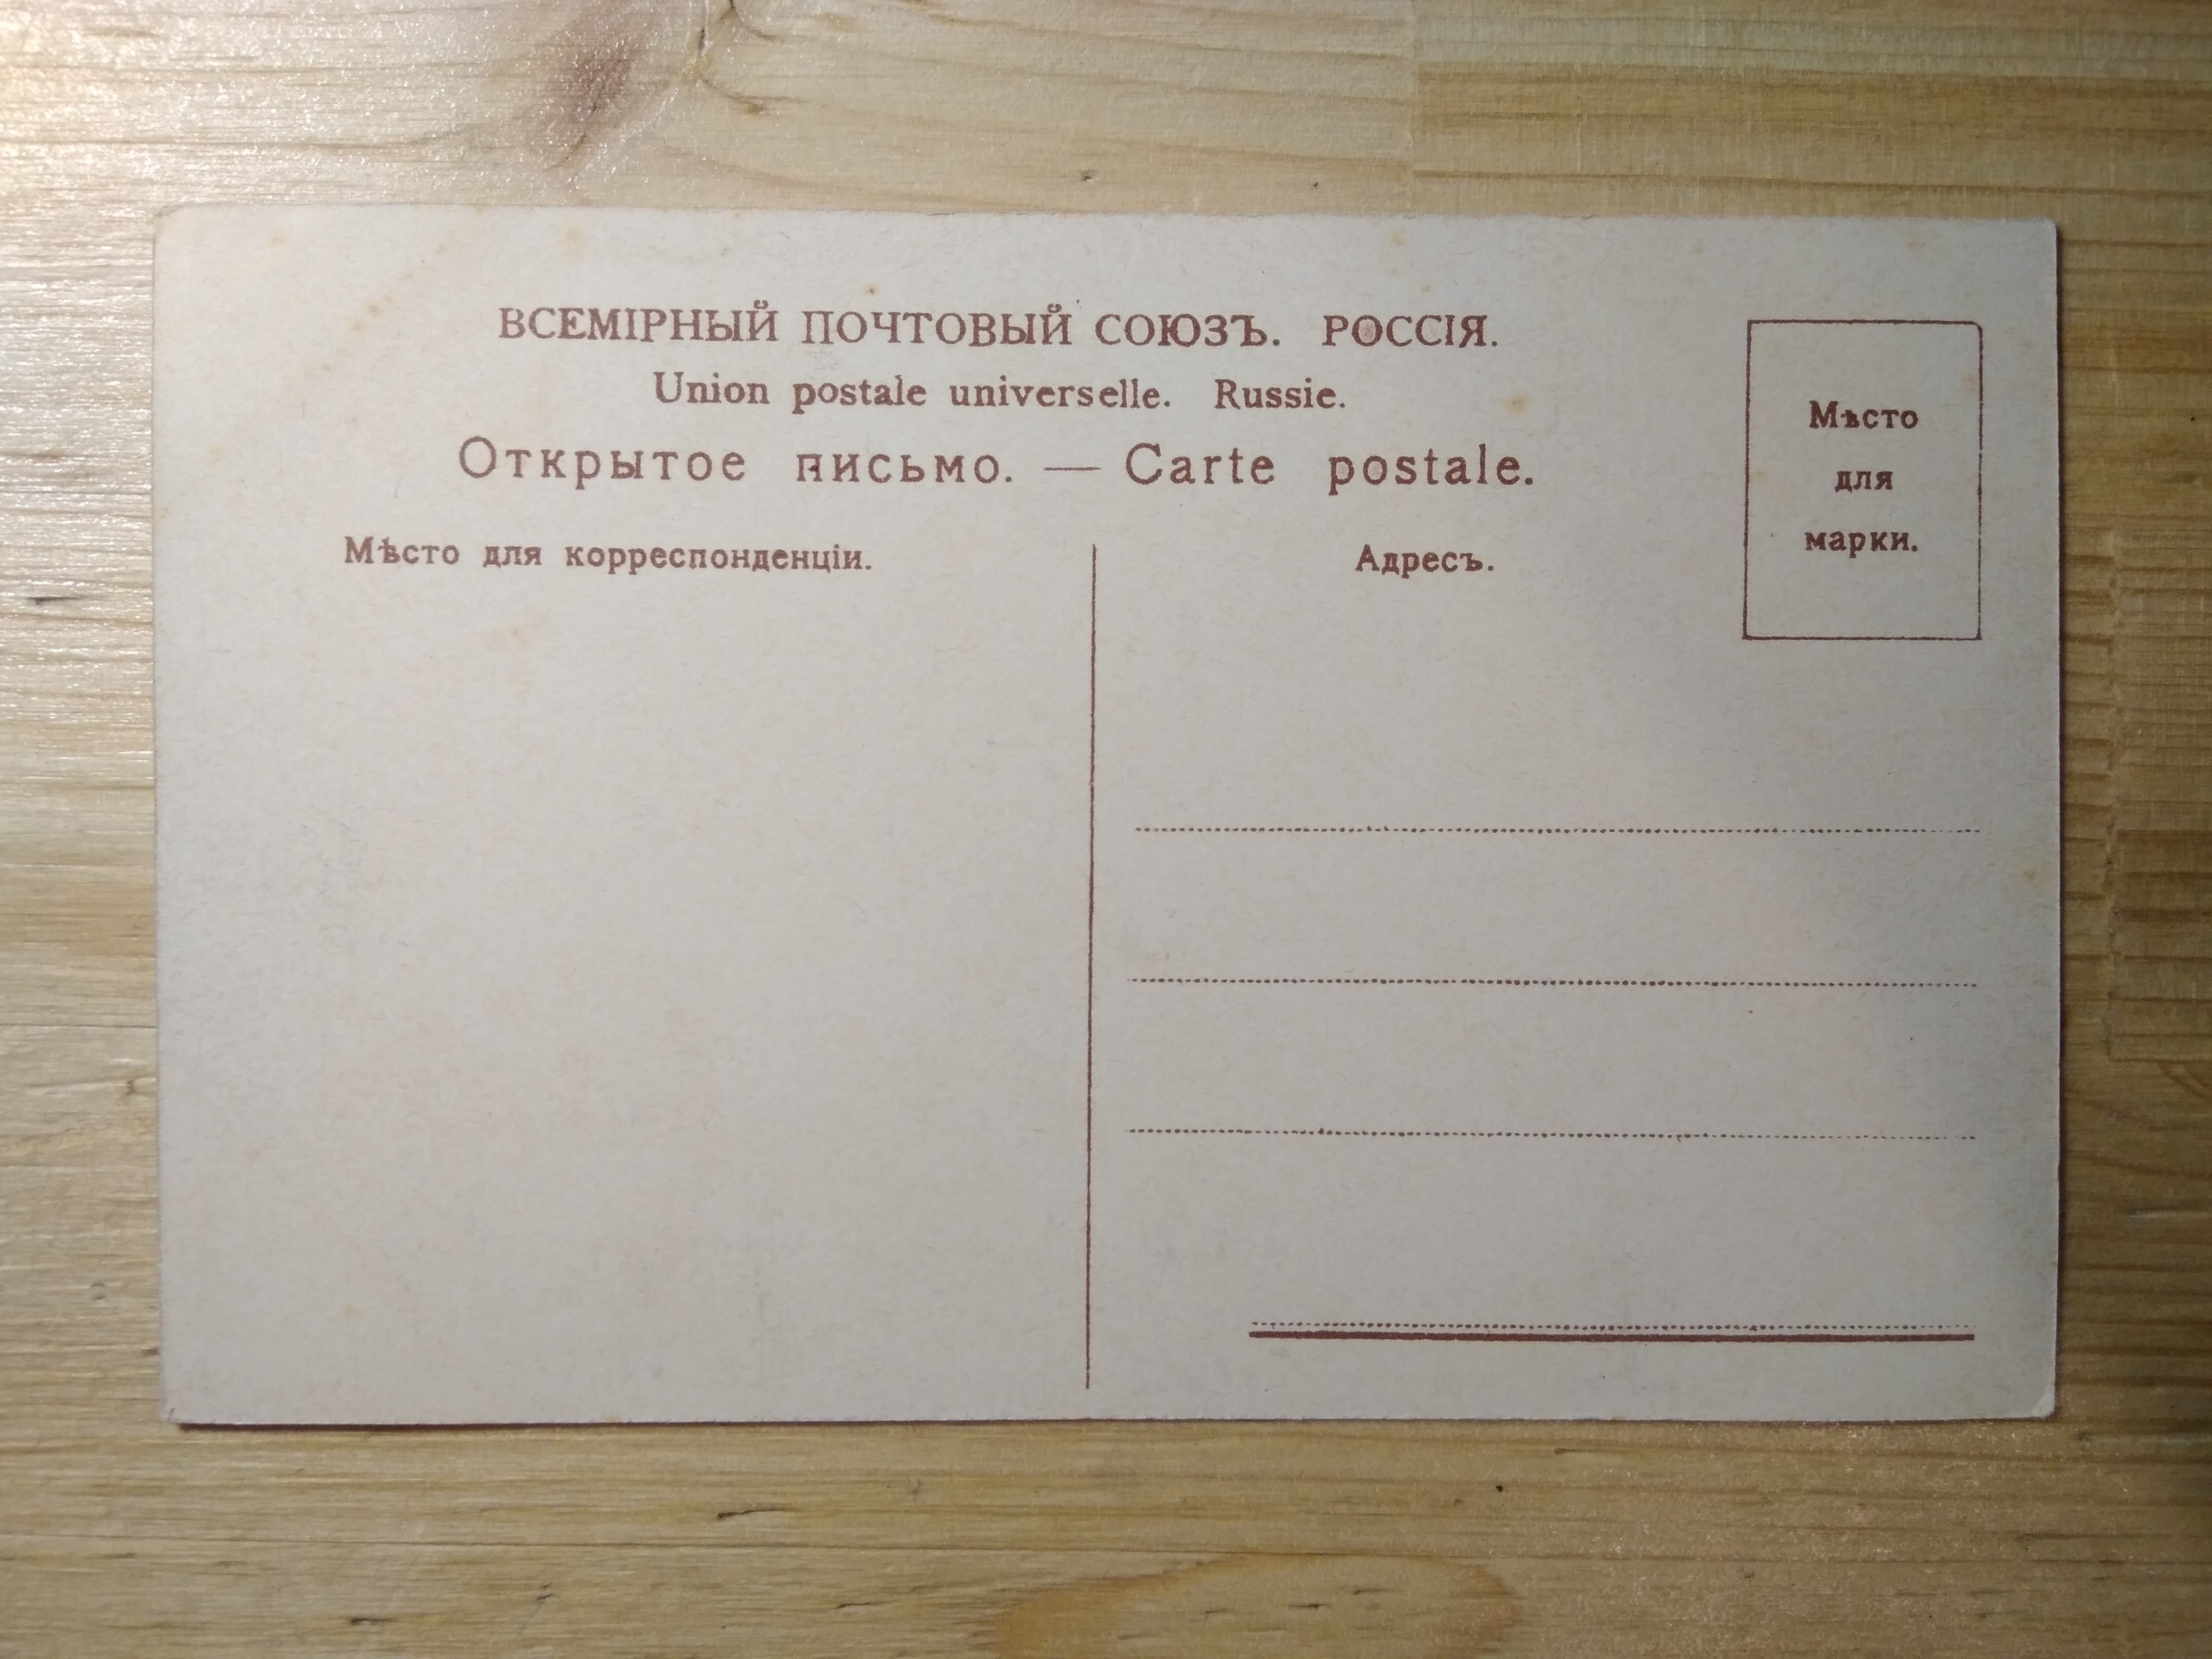 ВСЕМІРНЫЙ ПОЧТОВЫЙ СОЮЗЪ. РОССІЯ.
Union postale universelle. Russie.
Открытое письмо. — Carte postale.
Мѣсто для корреспонденціи.
Адресъ.
Мѣсто
для
марки.